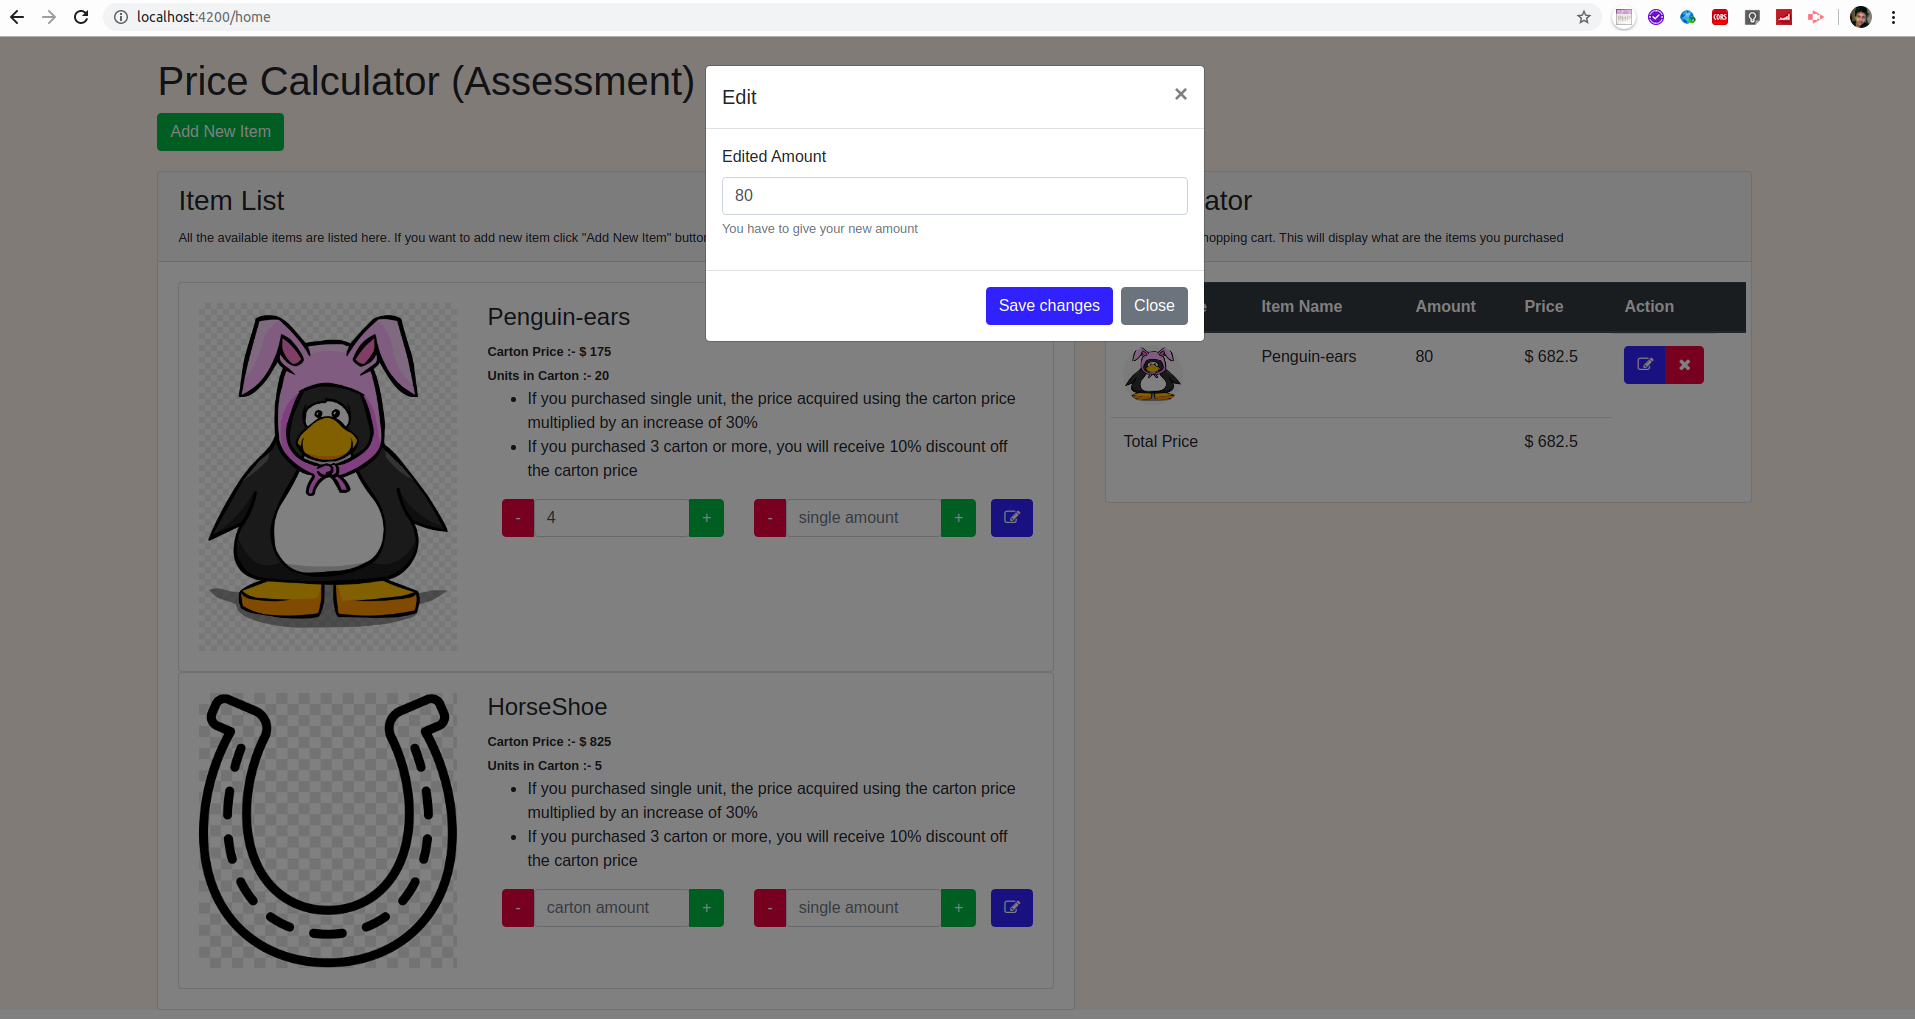 localhost:4200/home
CORS
Price Calculator (Assessment)
Add New Item
Edit
×
Edited Amount
80
You have to give your new amount
Save changes
Close
Item List
All the available items are listed here. If you want to add new item click "Add New Item"
Penguin-ears
Carton Price :- $ 175
Units in Carton :- 20
• If you purchased single unit, the price acquired using the carton price
multiplied by an increase of 30%
• If you purchased 3 carton or more, you will receive 10% discount off
the carton price
- 4 + - single amount +
HorseShoe
Carton Price :- $ 825
Units in Carton :- 5
• If you purchased single unit, the price acquired using the carton price
multiplied by an increase of 30%
• If you purchased 3 carton or more, you will receive 10% discount off
the carton price
- carton amount + - single amount +
ator
hopping cart. This will display what are the items you purchased
Item Name Amount Price Action
Penguin-ears 80 $ 682.5
Total Price $ 682.5